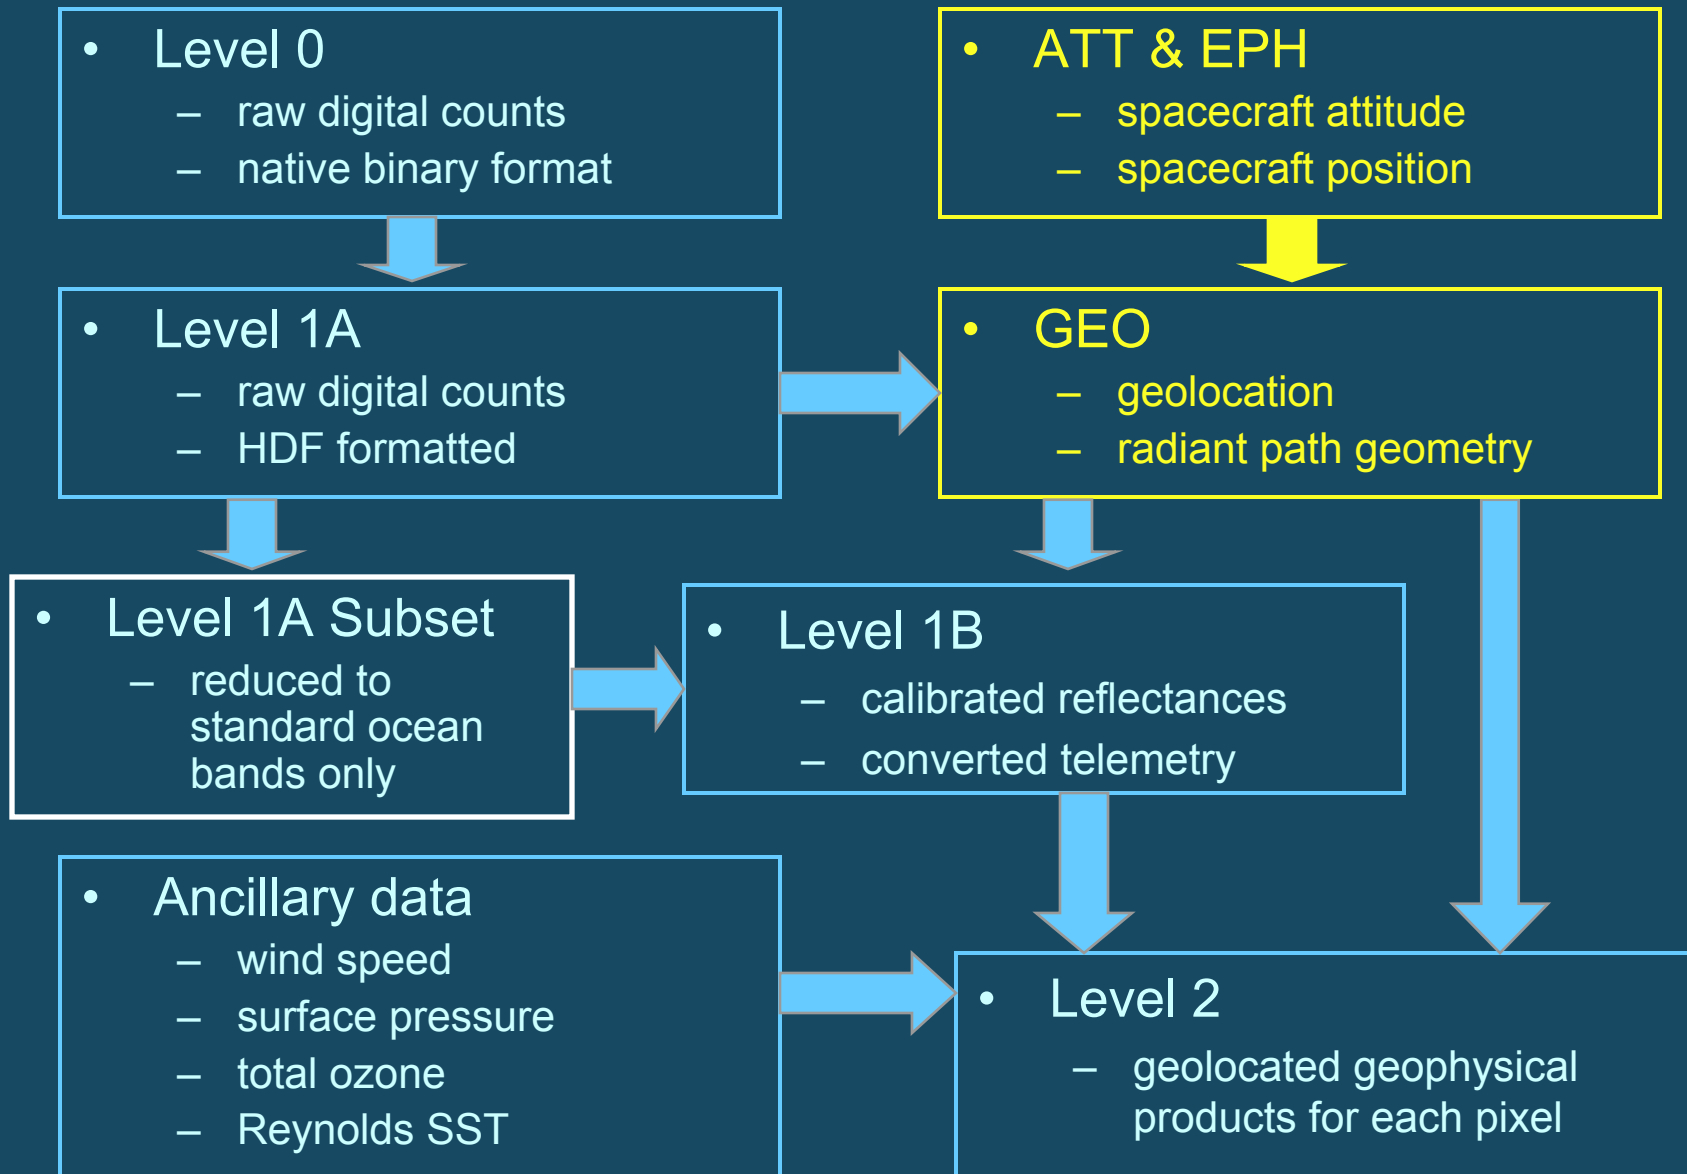 • Level 0
– raw digital counts
– native binary format
• ATT & EPH
– spacecraft attitude
– spacecraft position
• Level 1A
– raw digital counts
– HDF formatted
• GEO
– geolocation
– radiant path geometry
• Level 1A Subset
– reduced to
standard ocean
bands only
• Level 1B
– calibrated reflectances
– converted telemetry
• Ancillary data
– wind speed
– surface pressure
– total ozone
– Reynolds SST
• Level 2
– geolocated geophysical
products for each pixel